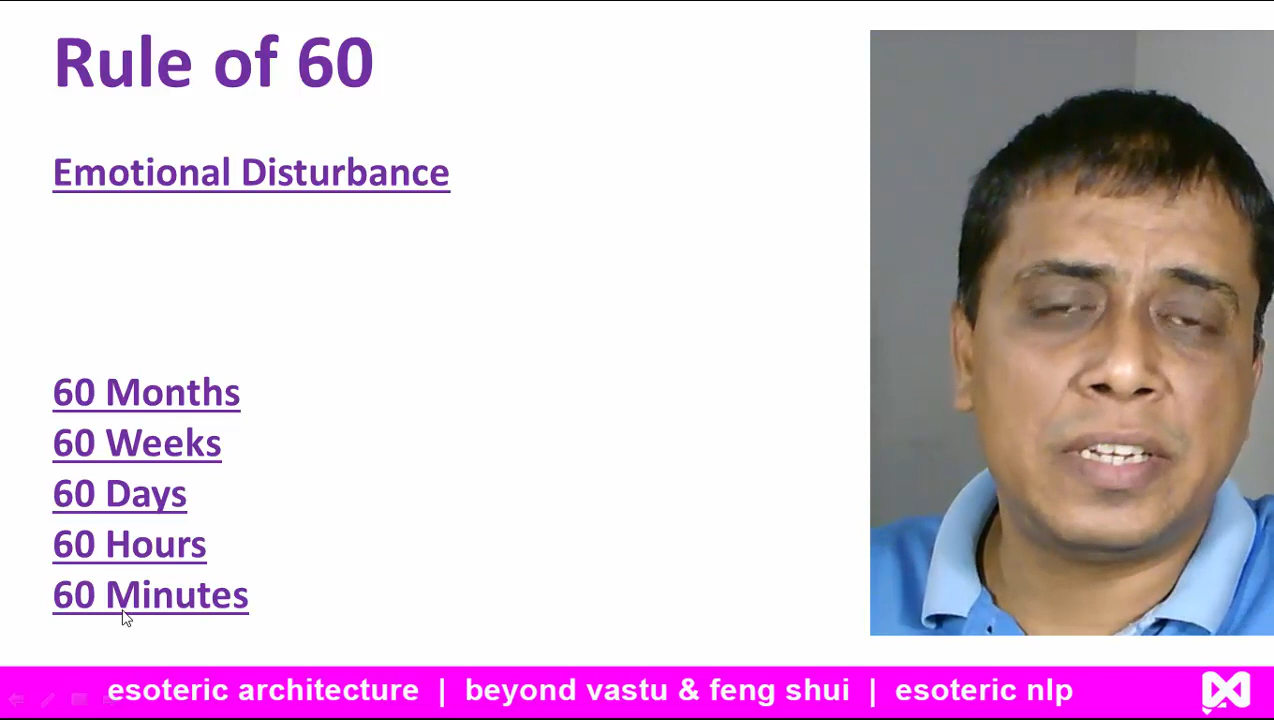 Rule of 60
Emotional Disturbance
60 Months
60 Weeks
60 Days
60 Hours
60 Minutes
esoteric architecture | beyond vastu & feng shui | esoteric nlp